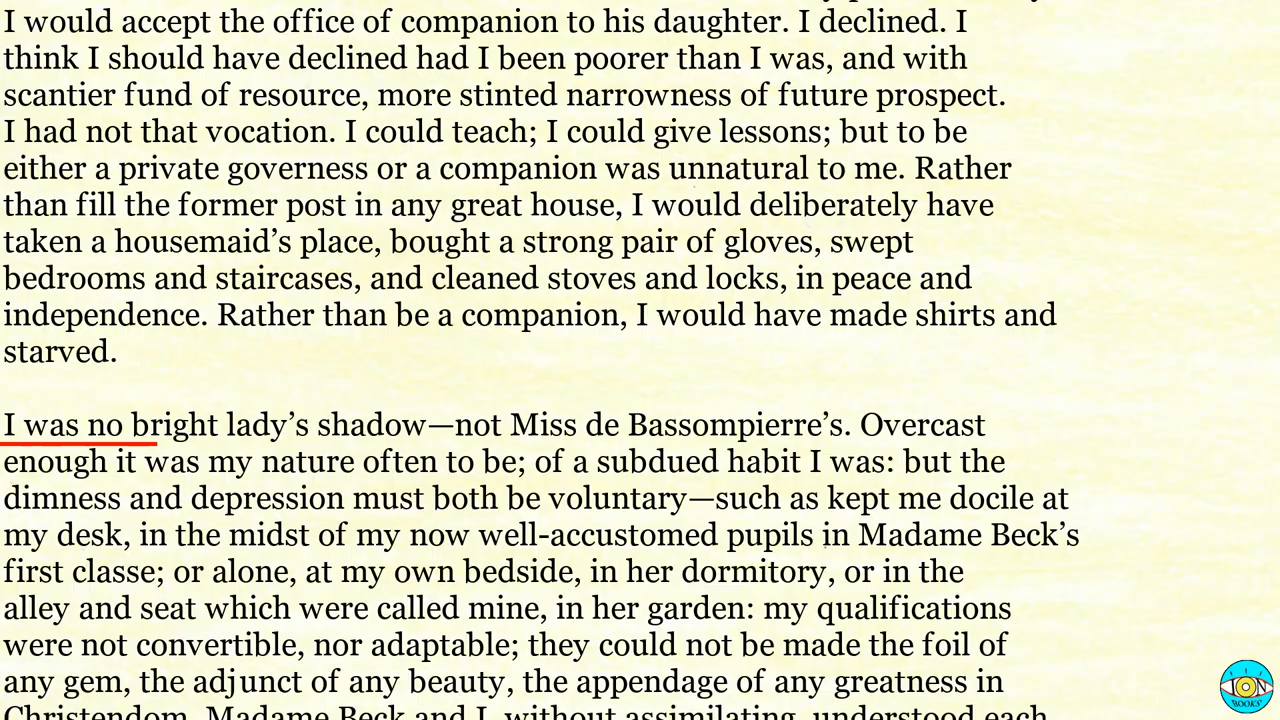 I would accept the office of companion to his daughter. I declined. I
think I should have declined had I been poorer than I was, and with
scantier fund of resource, more stinted narrowness of future prospect.
I had not that vocation. I could teach; I could give lessons; but to be
either a private governess or a companion was unnatural to me. Rather
than fill the former post in any great house, I would deliberately have
taken a housemaid’s place, bought a strong pair of gloves, swept
bedrooms and staircases, and cleaned stoves and locks, in peace and
independence. Rather than be a companion, I would have made shirts and
starved.
I was no bright lady’s shadow—not Miss de Bassompierre’s. Overcast
enough it was my nature often to be; of a subdued habit I was: but the
dimness and depression must both be voluntary—such as kept me docile at
my desk, in the midst of my now well-accustomed pupils in Madame Beck’s
first classe; or alone, at my own bedside, in her dormitory, or in the
alley and seat which were called mine, in her garden: my qualifications
were not convertible, nor adaptable; they could not be made the foil of
any gem, the adjunct of any beauty, the appendage of any greatness in
Christendom. Madame Beck and I, without assimilating, understood each
ION
BOOKS